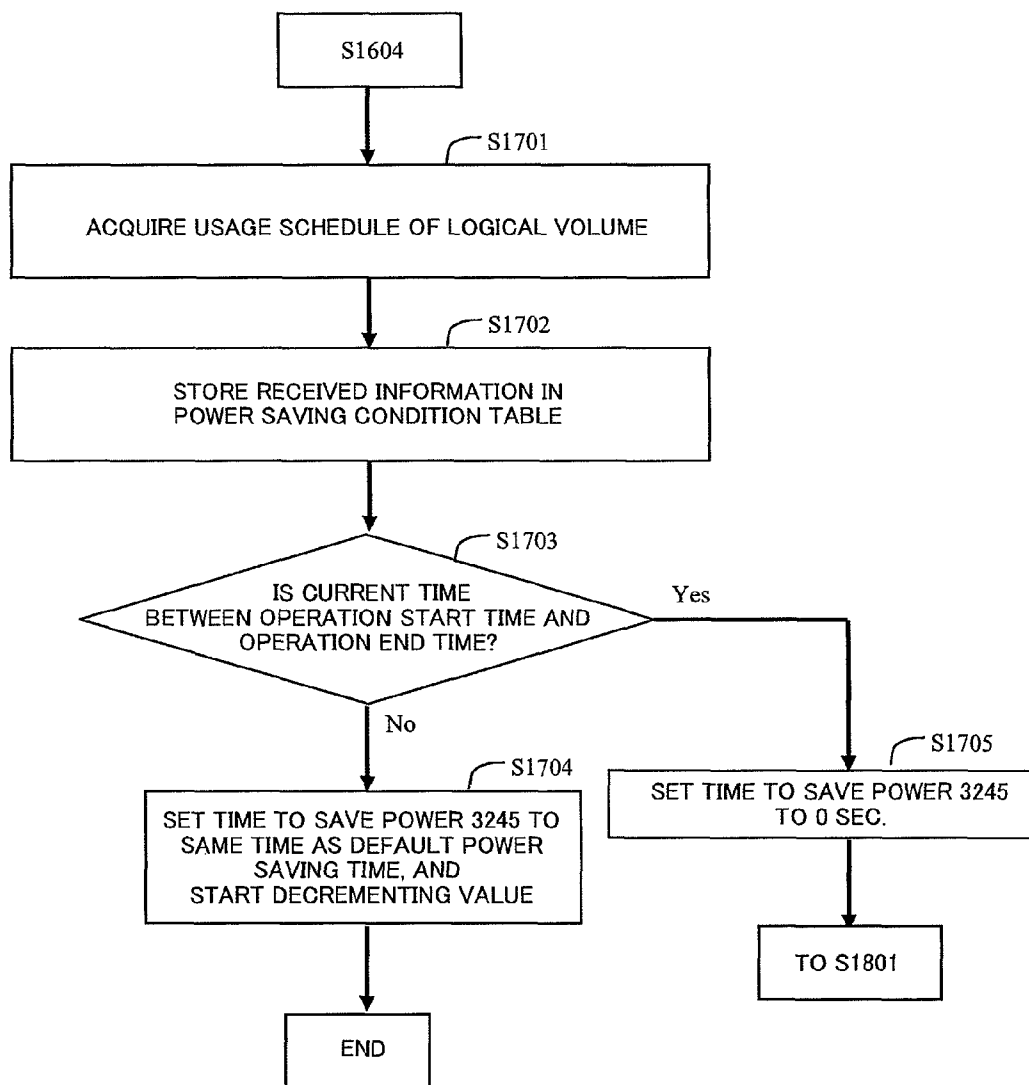 S1604
S1701
ACQUIRE USAGE SCHEDULE OF LOGICAL VOLUME
S1702
STORE RECEIVED INFORMATION IN
POWER SAVING CONDITION TABLE
S1703
IS CURRENT TIME
BETWEEN OPERATION START TIME AND
OPERATION END TIME?
Yes
No
S1704
SET TIME TO SAVE POWER 3245 TO
SAME TIME AS DEFAULT POWER
SAVING TIME, AND
START DECREMENTING VALUE
S1705
SET TIME TO SAVE POWER 3245
TO 0 SEC.
TO S1801
END